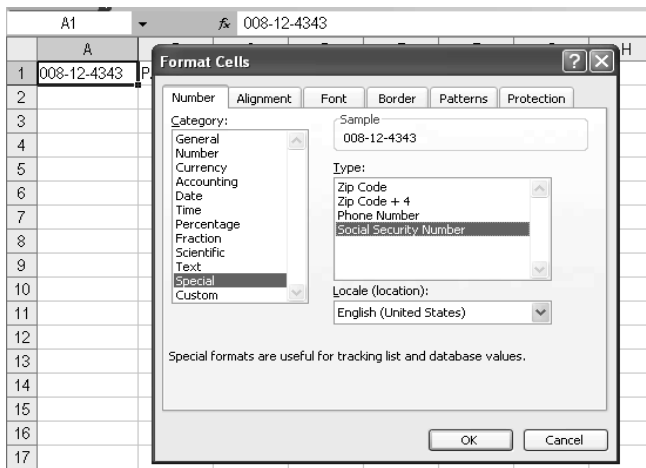 A1 fx 008-12-4343
A H
1 008-12-4343 P
2
3
4
5
6
7
8
9
10
11
12
13
14
15
16
17
Format Cells
Number Alignment Font Border Patterns Protection
Category:
General
Number
Currency
Accounting
Date
Time
Percentage
Fraction
Scientific
Text
Special
Custom
Sample
008-12-4343
Type:
Zip Code
Zip Code + 4
Phone Number
Social Security Number
Locale (location):
English (United States)
Special formats are useful for tracking list and database values.
OK Cancel